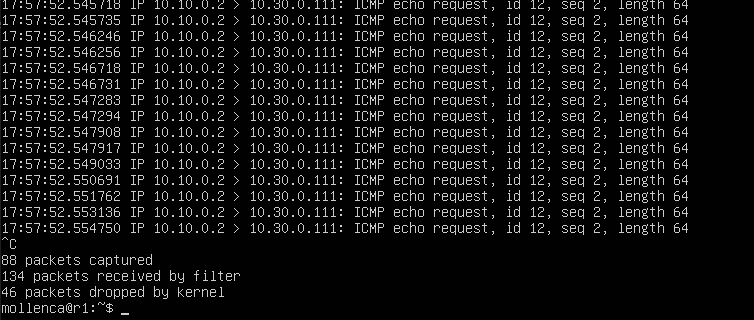 17:57:52.545718 IP 10.10.0.2 > 10.30.0.111: ICMP echo request, id 12, seq 2, length 64
17:57:52.545735 IP 10.10.0.2 > 10.30.0.111: ICMP echo request, id 12, seq 2, length 64
17:57:52.546246 IP 10.10.0.2 > 10.30.0.111: ICMP echo request, id 12, seq 2, length 64
17:57:52.546256 IP 10.10.0.2 > 10.30.0.111: ICMP echo request, id 12, seq 2, length 64
17:57:52.546718 IP 10.10.0.2 > 10.30.0.111: ICMP echo request, id 12, seq 2, length 64
17:57:52.546731 IP 10.10.0.2 > 10.30.0.111: ICMP echo request, id 12, seq 2, length 64
17:57:52.547283 IP 10.10.0.2 > 10.30.0.111: ICMP echo request, id 12, seq 2, length 64
17:57:52.547294 IP 10.10.0.2 > 10.30.0.111: ICMP echo request, id 12, seq 2, length 64
17:57:52.547908 IP 10.10.0.2 > 10.30.0.111: ICMP echo request, id 12, seq 2, length 64
17:57:52.547917 IP 10.10.0.2 > 10.30.0.111: ICMP echo request, id 12, seq 2, length 64
17:57:52.549033 IP 10.10.0.2 > 10.30.0.111: ICMP echo request, id 12, seq 2, length 64
17:57:52.550691 IP 10.10.0.2 > 10.30.0.111: ICMP echo request, id 12, seq 2, length 64
17:57:52.551762 IP 10.10.0.2 > 10.30.0.111: ICMP echo request, id 12, seq 2, length 64
17:57:52.553136 IP 10.10.0.2 > 10.30.0.111: ICMP echo request, id 12, seq 2, length 64
17:57:52.554750 IP 10.10.0.2 > 10.30.0.111: ICMP echo request, id 12, seq 2, length 64
^C
88 packets captured
134 packets received by filter
46 packets dropped by kernel
mollenca@r1:~$ _